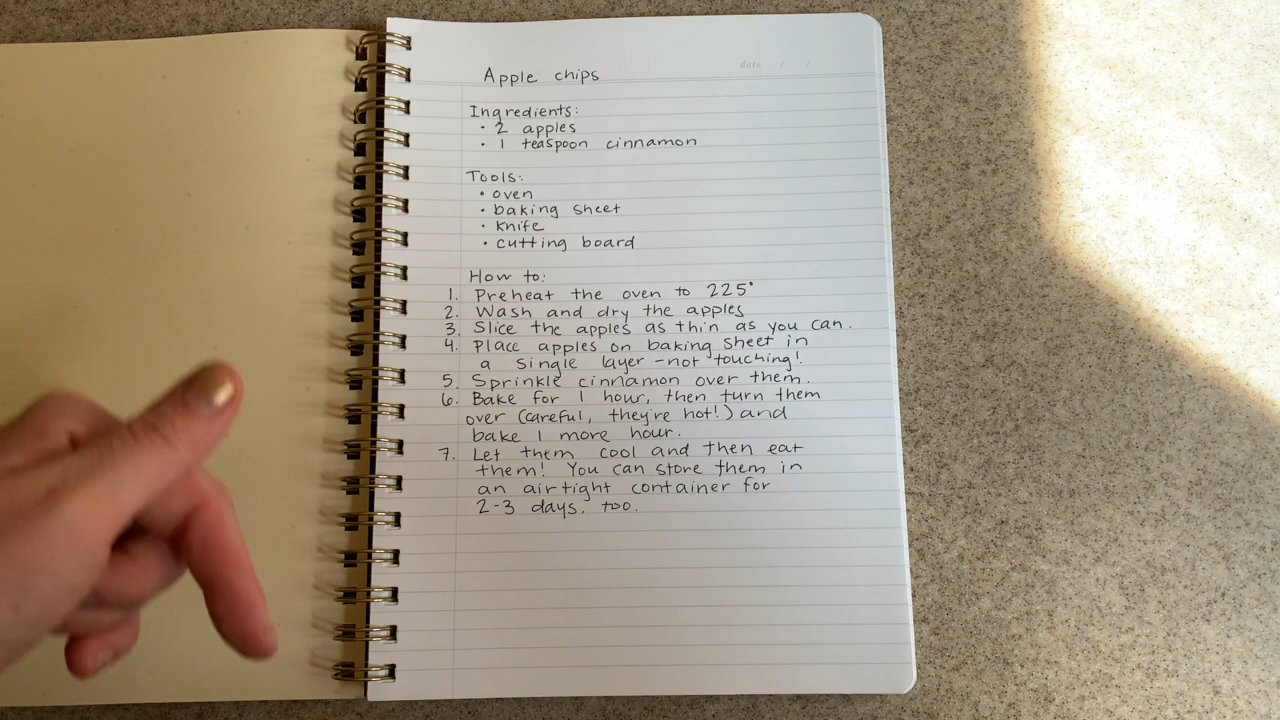 date / /
Apple chips
Ingredients:
• 2 apples
• 1 teaspoon cinnamon
Tools:
• oven
• baking sheet
• knife
• cutting board
How to:
1. Preheat the oven to 225°
2. Wash and dry the apples
3. Slice the apples as thin as you can.
4. Place apples on baking sheet in
a single layer - not touching!
5. Sprinkle cinnamon over them.
6. Bake for 1 hour, then turn them
over (careful, they're hot!) and
bake 1 more hour.
7. Let them cool and then eat
them! You can store them in
an airtight container for
2-3 days, too.